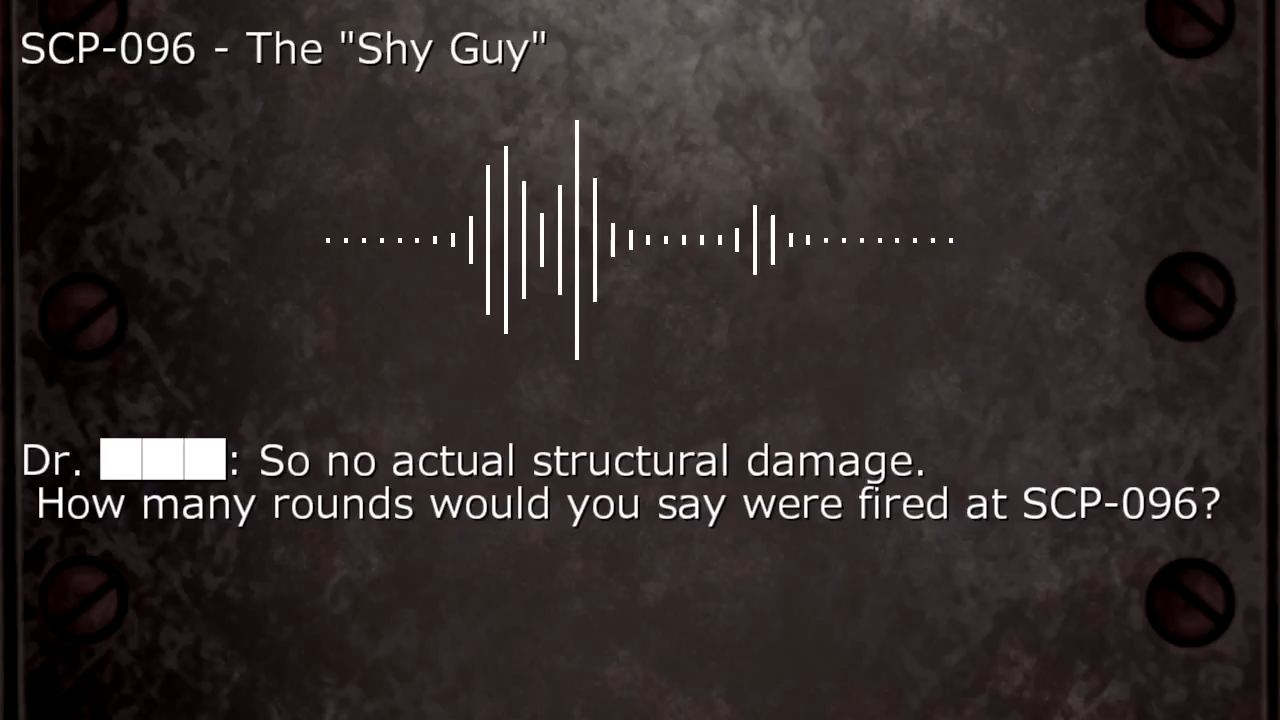 SCP-096 - The "Shy Guy"
Dr. ███: So no actual structural damage.
How many rounds would you say were fired at SCP-096?